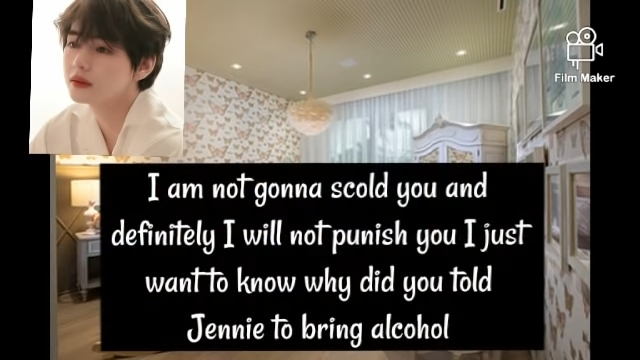 Film Maker
I am not gonna scold you and
definitely I will not punish you I just
want to know why did you told
Jennie to bring alcohol